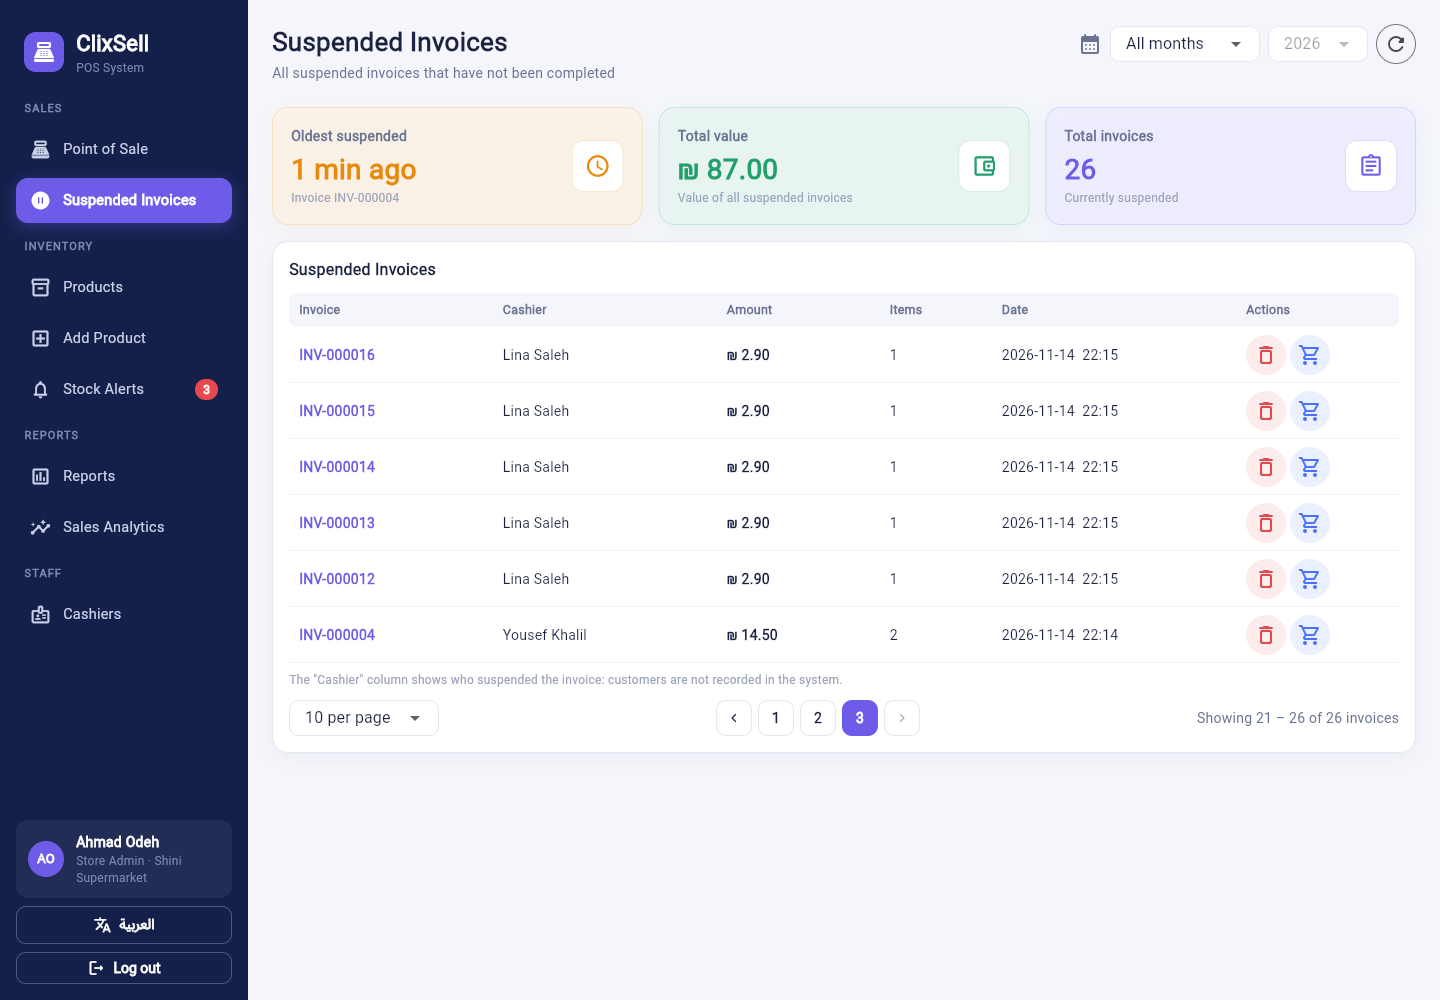 ClixSell
POS System
SALES
Point of Sale
Suspended Invoices
INVENTORY
Products
Add Product
Stock Alerts 3
REPORTS
Reports
Sales Analytics
STAFF
Cashiers
AO
Ahmad Odeh
Store Admin · Shini
Supermarket
العربية
Log out
Suspended Invoices
All suspended invoices that have not been completed
All months 2026
Oldest suspended
1 min ago
Invoice INV-000004
Total value
₪ 87.00
Value of all suspended invoices
Total invoices
26
Currently suspended
Suspended Invoices
Invoice Cashier Amount Items Date Actions
INV-000016 Lina Saleh ₪ 2.90 1 2026-11-14 22:15
INV-000015 Lina Saleh ₪ 2.90 1 2026-11-14 22:15
INV-000014 Lina Saleh ₪ 2.90 1 2026-11-14 22:15
INV-000013 Lina Saleh ₪ 2.90 1 2026-11-14 22:15
INV-000012 Lina Saleh ₪ 2.90 1 2026-11-14 22:15
INV-000004 Yousef Khalil ₪ 14.50 2 2026-11-14 22:14
The "Cashier" column shows who suspended the invoice: customers are not recorded in the system.
10 per page 1 2 3 Showing 21 – 26 of 26 invoices